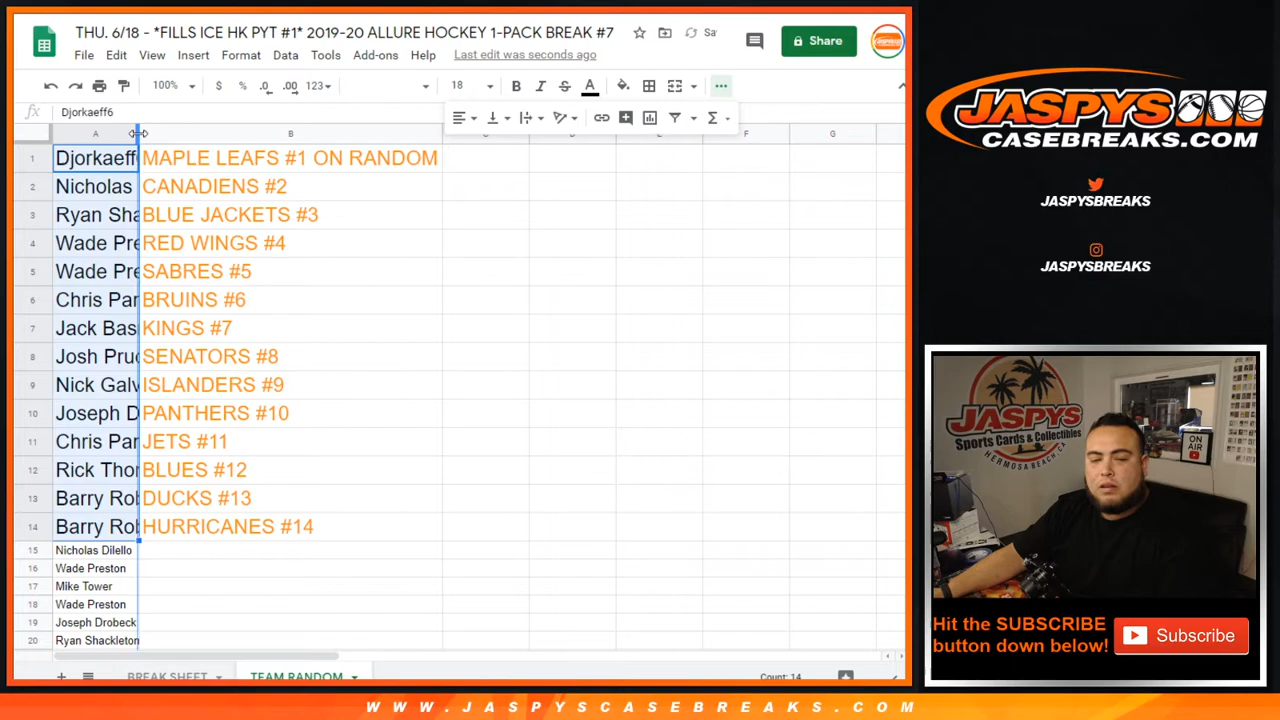 THU. 6/18 - *FILLS ICE HK PYT #1* 2019-20 ALLURE HOCKEY 1-PACK BREAK #7
Sa
File Edit View Insert Format Data Tools Add-ons Help Last edit was seconds ago
Share
100% $ % .0 .00 123 18 B I S A
fx Djorkaeff6
A B C D E F G
1 Djorkaeff MAPLE LEAFS #1 ON RANDOM
2 Nicholas CANADIENS #2
3 Ryan Sha BLUE JACKETS #3
4 Wade Pre RED WINGS #4
5 Wade Pre SABRES #5
6 Chris Par BRUINS #6
7 Jack Bas KINGS #7
8 Josh Pru SENATORS #8
9 Nick Galv ISLANDERS #9
10 Joseph D PANTHERS #10
11 Chris Par JETS #11
12 Rick Thor BLUES #12
13 Barry Rob DUCKS #13
14 Barry Rob HURRICANES #14
15 Nicholas Dilello
16 Wade Preston
17 Mike Tower
18 Wade Preston
19 Joseph Drobeck
20 Ryan Shackleton
BREAK SHEET TEAM RANDOM Count: 14
JASPYS
CASEBREAKS.COM
JASPYSBREAKS
JASPYSBREAKS
JASPYS
Sports Cards & Collectibles
HERMOSA BEACH, CA
ON AIR
Hit the SUBSCRIBE
button down below!
Subscribe
WWW.JASPYSCASEBREAKS.COM